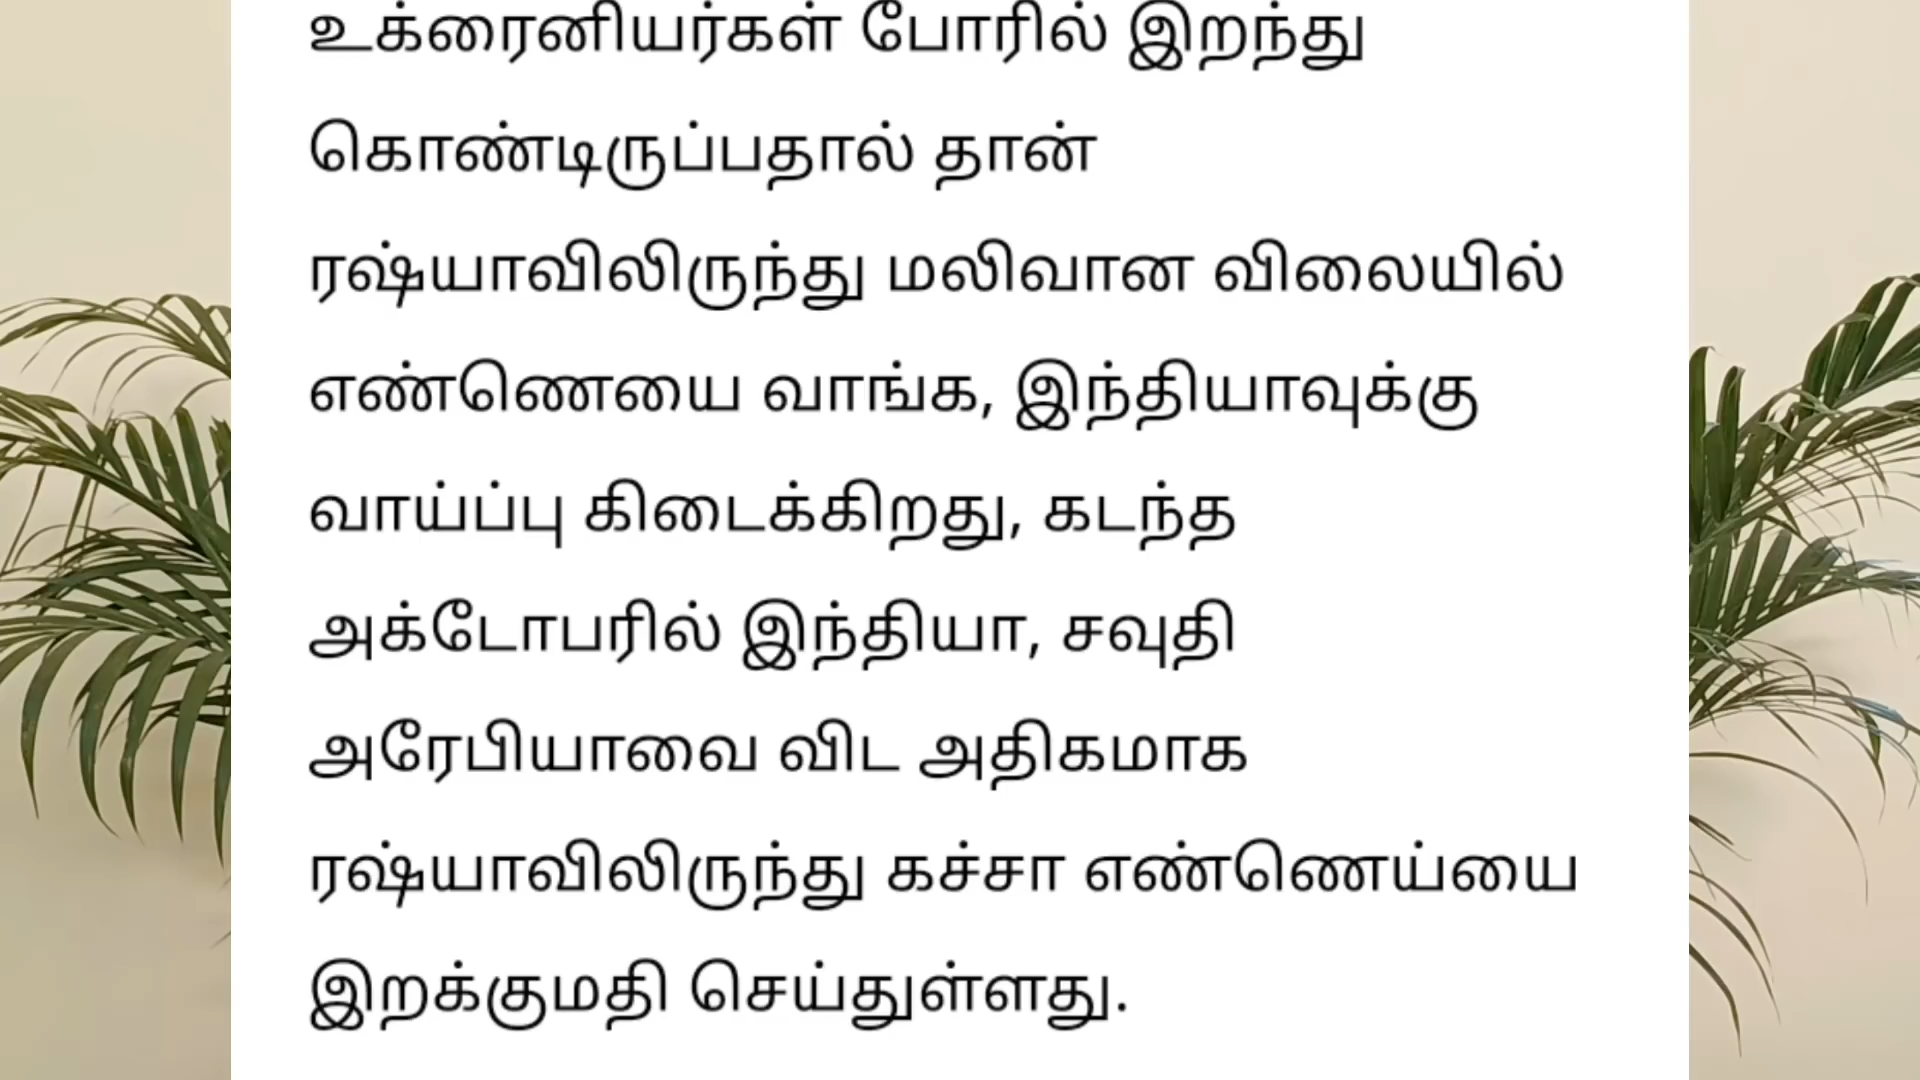 உக்ரைனியர்கள் போரில் இறந்து
கொண்டிருப்பதால் தான்
ரஷ்யாவிலிருந்து மலிவான விலையில்
எண்ணெயை வாங்க, இந்தியாவுக்கு
வாய்ப்பு கிடைக்கிறது, கடந்த
அக்டோபரில் இந்தியா, சவுதி
அரேபியாவை விட அதிகமாக
ரஷ்யாவிலிருந்து கச்சா எண்ணெய்யை
இறக்குமதி செய்துள்ளது.